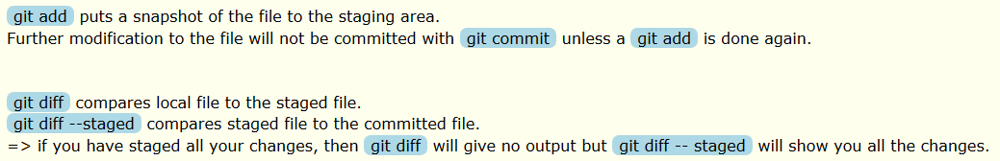 git add puts a snapshot of the file to the staging area.
Further modification to the file will not be committed with git commit unless a git add is done again.
git diff compares local file to the staged file.
git diff --staged compares staged file to the committed file.
=> if you have staged all your changes, then git diff will give no output but git diff -- staged will show you all the changes.